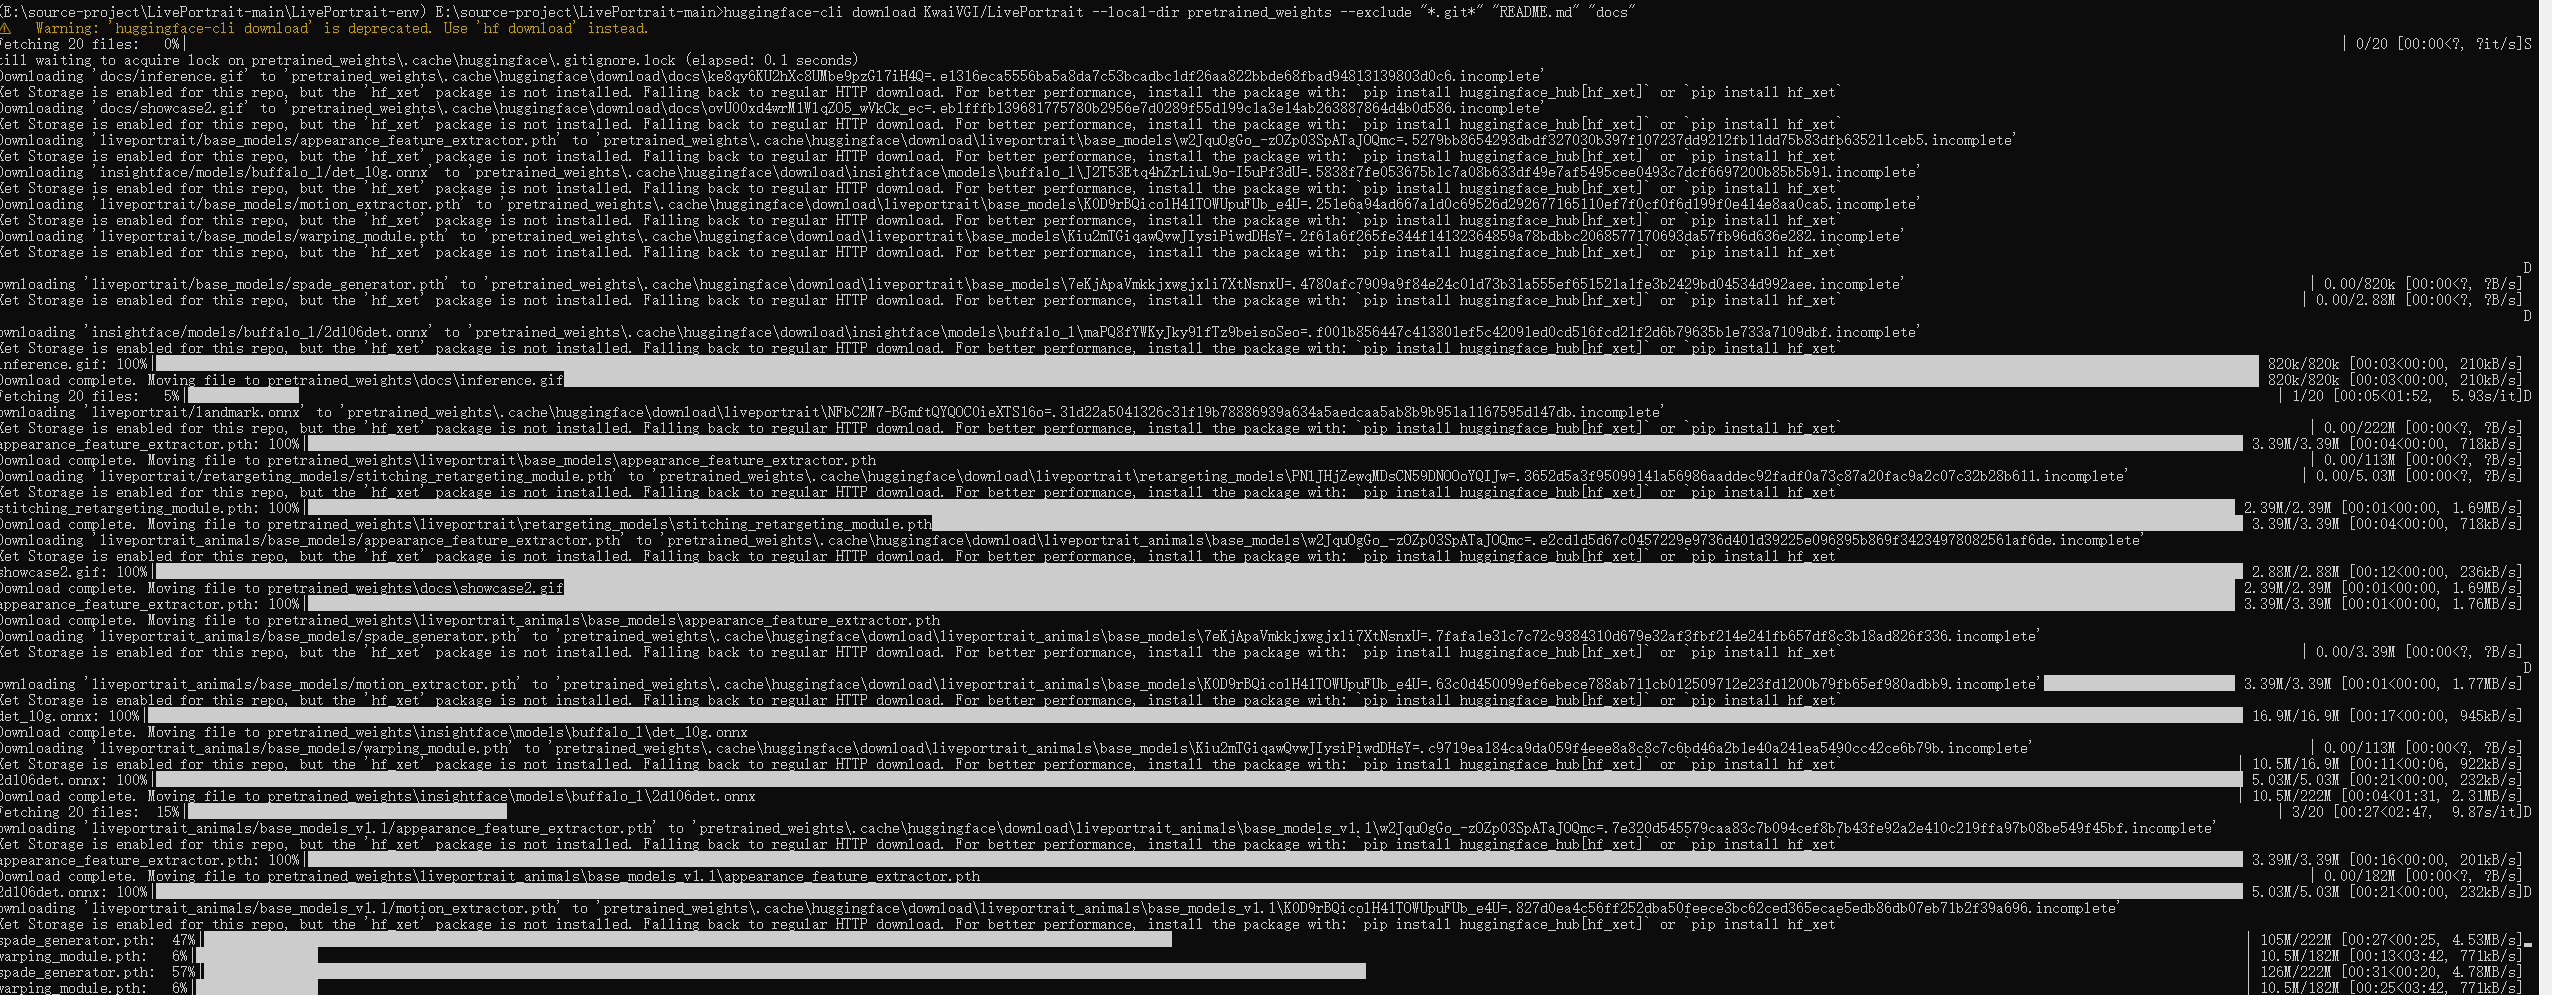 (E:\source-project\LivePortrait-main\LivePortrait-env) E:\source-project\LivePortrait-main>huggingface-cli download KwaiVGI/LivePortrait --local-dir pretrained_weights --exclude "*.git*" "README.md" "docs"
⚠ Warning: 'huggingface-cli download' is deprecated. Use 'hf download' instead.
Fetching 20 files: 0%| | 0/20 [00:00<?, ?it/s]S
till waiting to acquire lock on pretrained_weights\.cache\huggingface\.gitignore.lock (elapsed: 0.1 seconds)
Downloading 'docs/inference.gif' to 'pretrained_weights\.cache\huggingface\download\docs\ke8qy6KU2hXc8UMbe9pzG17iH4Q=.e1316eca5556ba5a8da7c53bcadbc1df26aa822bbde68fbad94813139803d0c6.incomplete'
Xet Storage is enabled for this repo, but the 'hf_xet' package is not installed. Falling back to regular HTTP download. For better performance, install the package with: `pip install huggingface_hub[hf_xet]` or `pip install hf_xet`
Downloading 'docs/showcase2.gif' to 'pretrained_weights\.cache\huggingface\download\docs\ovU00xd4wrM1W1qZO5_wVkCk_ec=.eb1fffb139681775780b2956e7d0289f55d199c1a3e14ab263887864d4b0d586.incomplete'
Xet Storage is enabled for this repo, but the 'hf_xet' package is not installed. Falling back to regular HTTP download. For better performance, install the package with: `pip install huggingface_hub[hf_xet]` or `pip install hf_xet`
Downloading 'liveportrait/base_models/appearance_feature_extractor.pth' to 'pretrained_weights\.cache\huggingface\download\liveportrait\base_models\w2JquOgGo_-zOZp03SpATaJOQmc=.5279bb8654293dbdf327030b397f107237dd9212fb11dd75b83dfb635211ceb5.incomplete'
Xet Storage is enabled for this repo, but the 'hf_xet' package is not installed. Falling back to regular HTTP download. For better performance, install the package with: `pip install huggingface_hub[hf_xet]` or `pip install hf_xet`
Downloading 'insightface/models/buffalo_l/det_10g.onnx' to 'pretrained_weights\.cache\huggingface\download\insightface\models\buffalo_l\J2T53Etq4hZrLiuL9o-I5uPf3dU=.5838f7fe053675b1c7a08b633df49e7af5495cee0493c7dcf6697200b85b5b91.incomplete'
Xet Storage is enabled for this repo, but the 'hf_xet' package is not installed. Falling back to regular HTTP download. For better performance, install the package with: `pip install huggingface_hub[hf_xet]` or `pip install hf_xet`
Downloading 'liveportrait/base_models/motion_extractor.pth' to 'pretrained_weights\.cache\huggingface\download\liveportrait\base_models\KOD9rBQico1H41TOWUpuFUb_e4U=.251e6a94ad667a1d0c69526d292677165110ef7f0cf0f6d199f0e414e8aa0ca5.incomplete'
Xet Storage is enabled for this repo, but the 'hf_xet' package is not installed. Falling back to regular HTTP download. For better performance, install the package with: `pip install huggingface_hub[hf_xet]` or `pip install hf_xet`
Downloading 'liveportrait/base_models/warping_module.pth' to 'pretrained_weights\.cache\huggingface\download\liveportrait\base_models\Kiu2mTGiqawQvwJIysiPiwdDHsY=.2f61a6f265fe344f14132364859a78bdbbc2068577170693da57fb96d636e282.incomplete'
Xet Storage is enabled for this repo, but the 'hf_xet' package is not installed. Falling back to regular HTTP download. For better performance, install the package with: `pip install huggingface_hub[hf_xet]` or `pip install hf_xet`
D
ownloading 'liveportrait/base_models/spade_generator.pth' to 'pretrained_weights\.cache\huggingface\download\liveportrait\base_models\7eKjApaVmkkjxwgjx1i7XtNsnxU=.4780afc7909a9f84e24c01d73b31a555ef651521a1fe3b2429bd04534d992aee.incomplete' | 0.00/820k [00:00<?, ?B/s]
Xet Storage is enabled for this repo, but the 'hf_xet' package is not installed. Falling back to regular HTTP download. For better performance, install the package with: `pip install huggingface_hub[hf_xet]` or `pip install hf_xet` | 0.00/2.88M [00:00<?, ?B/s]
D
ownloading 'insightface/models/buffalo_l/2d106det.onnx' to 'pretrained_weights\.cache\huggingface\download\insightface\models\buffalo_l\maPQ8fYWKyJky91fTz9beisoSeo=.f001b856447c413801ef5c42091ed0cd516fcd21f2d6b79635b1e733a7109dbf.incomplete'
Xet Storage is enabled for this repo, but the 'hf_xet' package is not installed. Falling back to regular HTTP download. For better performance, install the package with: `pip install huggingface_hub[hf_xet]` or `pip install hf_xet`
inference.gif: 100%| 820k/820k [00:03<00:00, 210kB/s]
Download complete. Moving file to pretrained_weights\docs\inference.gif 820k/820k [00:03<00:00, 210kB/s]
Fetching 20 files: 5%| | 1/20 [00:05<01:52, 5.93s/it]D
ownloading 'liveportrait/landmark.onnx' to 'pretrained_weights\.cache\huggingface\download\liveportrait\NFbC2M7-BGmftQYQOC0ieXTS16o=.31d22a5041326c31f19b78886939a634a5aedcaa5ab8b9b951a1167595d147db.incomplete'
Xet Storage is enabled for this repo, but the 'hf_xet' package is not installed. Falling back to regular HTTP download. For better performance, install the package with: `pip install huggingface_hub[hf_xet]` or `pip install hf_xet` | 0.00/222M [00:00<?, ?B/s]
appearance_feature_extractor.pth: 100%| 3.39M/3.39M [00:04<00:00, 718kB/s]
Download complete. Moving file to pretrained_weights\liveportrait\base_models\appearance_feature_extractor.pth | 0.00/113M [00:00<?, ?B/s]
Downloading 'liveportrait/retargeting_models/stitching_retargeting_module.pth' to 'pretrained_weights\.cache\huggingface\download\liveportrait\retargeting_models\PN1JHjZewqMDsCN59DNOOoYQIJw=.3652d5a3f95099141a56986aaddec92fadf0a73c87a20fac9a2c07c32b28b611.incomplete' | 0.00/5.03M [00:00<?, ?B/s]
Xet Storage is enabled for this repo, but the 'hf_xet' package is not installed. Falling back to regular HTTP download. For better performance, install the package with: `pip install huggingface_hub[hf_xet]` or `pip install hf_xet`
stitching_retargeting_module.pth: 100%| 2.39M/2.39M [00:01<00:00, 1.69MB/s]
Download complete. Moving file to pretrained_weights\liveportrait\retargeting_models\stitching_retargeting_module.pth 3.39M/3.39M [00:04<00:00, 718kB/s]
Downloading 'liveportrait_animals/base_models/appearance_feature_extractor.pth' to 'pretrained_weights\.cache\huggingface\download\liveportrait_animals\base_models\w2JquOgGo_-zOZp03SpATaJOQmc=.e2cd1d5d67c0457229e9736d401d39225e096895b869f34234978082561af6de.incomplete'
Xet Storage is enabled for this repo, but the 'hf_xet' package is not installed. Falling back to regular HTTP download. For better performance, install the package with: `pip install huggingface_hub[hf_xet]` or `pip install hf_xet`
showcase2.gif: 100%| 2.88M/2.88M [00:12<00:00, 236kB/s]
Download complete. Moving file to pretrained_weights\docs\showcase2.gif 2.39M/2.39M [00:01<00:00, 1.69MB/s]
appearance_feature_extractor.pth: 100%| 3.39M/3.39M [00:01<00:00, 1.76MB/s]
Download complete. Moving file to pretrained_weights\liveportrait_animals\base_models\appearance_feature_extractor.pth
Downloading 'liveportrait_animals/base_models/spade_generator.pth' to 'pretrained_weights\.cache\huggingface\download\liveportrait_animals\base_models\7eKjApaVmkkjxwgjx1i7XtNsnxU=.7fafa1e31c7c72c9384310d679e32af3fbf214e241fb657df8c3b18ad826f336.incomplete'
Xet Storage is enabled for this repo, but the 'hf_xet' package is not installed. Falling back to regular HTTP download. For better performance, install the package with: `pip install huggingface_hub[hf_xet]` or `pip install hf_xet` | 0.00/3.39M [00:00<?, ?B/s]
D
ownloading 'liveportrait_animals/base_models/motion_extractor.pth' to 'pretrained_weights\.cache\huggingface\download\liveportrait_animals\base_models\KOD9rBQico1H41TOWUpuFUb_e4U=.63c0d450099ef6ebece788ab711cb012509712e23fd1200b79fb65ef980adbb9.incomplete' 3.39M/3.39M [00:01<00:00, 1.77MB/s]
Xet Storage is enabled for this repo, but the 'hf_xet' package is not installed. Falling back to regular HTTP download. For better performance, install the package with: `pip install huggingface_hub[hf_xet]` or `pip install hf_xet`
det_10g.onnx: 100%| 16.9M/16.9M [00:17<00:00, 945kB/s]
Download complete. Moving file to pretrained_weights\insightface\models\buffalo_l\det_10g.onnx
Downloading 'liveportrait_animals/base_models/warping_module.pth' to 'pretrained_weights\.cache\huggingface\download\liveportrait_animals\base_models\Kiu2mTGiqawQvwJIysiPiwdDHsY=.c9719ea184ca9da059f4eee8a8c8c7c6bd46a2b1e40a241ea5490cc42ce6b79b.incomplete' | 0.00/113M [00:00<?, ?B/s]
Xet Storage is enabled for this repo, but the 'hf_xet' package is not installed. Falling back to regular HTTP download. For better performance, install the package with: `pip install huggingface_hub[hf_xet]` or `pip install hf_xet` | 10.5M/16.9M [00:11<00:06, 922kB/s]
2d106det.onnx: 100%| 5.03M/5.03M [00:21<00:00, 232kB/s]
Download complete. Moving file to pretrained_weights\insightface\models\buffalo_l\2d106det.onnx | 10.5M/222M [00:04<01:31, 2.31MB/s]
Fetching 20 files: 15%| | 3/20 [00:27<02:47, 9.87s/it]D
ownloading 'liveportrait_animals/base_models_v1.1/appearance_feature_extractor.pth' to 'pretrained_weights\.cache\huggingface\download\liveportrait_animals\base_models_v1.1\w2JquOgGo_-zOZp03SpATaJOQmc=.7e320d545579caa83c7b094cef8b7b43fe92a2e410c219ffa97b08be549f45bf.incomplete'
Xet Storage is enabled for this repo, but the 'hf_xet' package is not installed. Falling back to regular HTTP download. For better performance, install the package with: `pip install huggingface_hub[hf_xet]` or `pip install hf_xet`
appearance_feature_extractor.pth: 100%| 3.39M/3.39M [00:16<00:00, 201kB/s]
Download complete. Moving file to pretrained_weights\liveportrait_animals\base_models_v1.1\appearance_feature_extractor.pth | 0.00/182M [00:00<?, ?B/s]
2d106det.onnx: 100%| 5.03M/5.03M [00:21<00:00, 232kB/s]D
ownloading 'liveportrait_animals/base_models_v1.1/motion_extractor.pth' to 'pretrained_weights\.cache\huggingface\download\liveportrait_animals\base_models_v1.1\KOD9rBQico1H41TOWUpuFUb_e4U=.827d0ea4c56ff252dba50feece3bc62ced365ecae5edb86db07eb71b2f39a696.incomplete'
Xet Storage is enabled for this repo, but the 'hf_xet' package is not installed. Falling back to regular HTTP download. For better performance, install the package with: `pip install huggingface_hub[hf_xet]` or `pip install hf_xet`
spade_generator.pth: 47%| | 105M/222M [00:27<00:25, 4.53MB/s]
warping_module.pth: 6%| | 10.5M/182M [00:13<03:42, 771kB/s]
spade_generator.pth: 57%| | 126M/222M [00:31<00:20, 4.78MB/s]
warping_module.pth: 6%| | 10.5M/182M [00:25<03:42, 771kB/s]